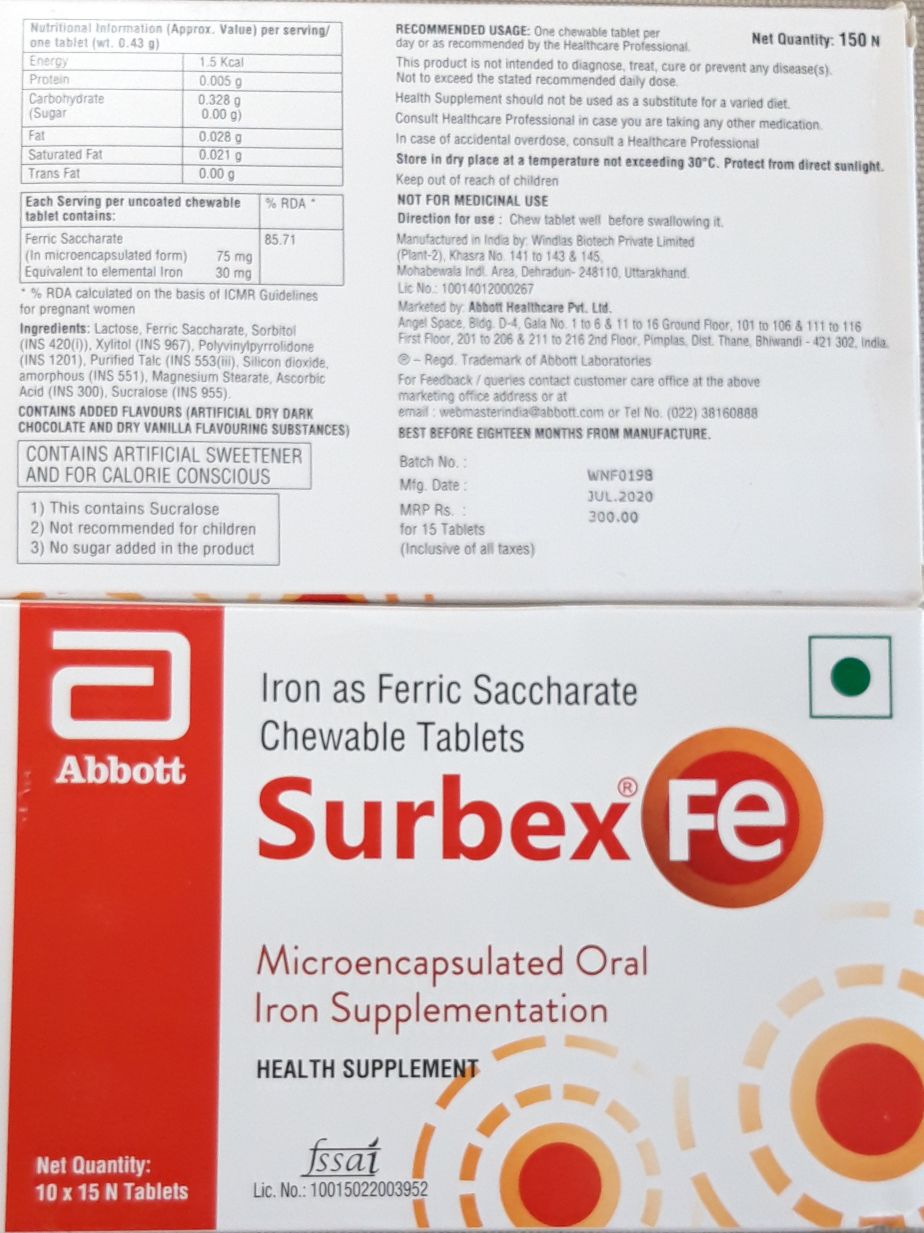 Nutritional Information (Approx. Value) per serving/
one tablet (wt. 0.43 g)
Energy 1.5 Kcal
Protein 0.005 g
Carbohydrate 0.328 g
(Sugar 0.00 g)
Fat 0.028 g
Saturated Fat 0.021 g
Trans Fat 0.00 g
Each Serving per uncoated chewable % RDA *
tablet contains:
Ferric Saccharate 85.71
(In microencapsulated form) 75 mg
Equivalent to elemental Iron 30 mg
* % RDA calculated on the basis of ICMR Guidelines
for pregnant women
Ingredients: Lactose, Ferric Saccharate, Sorbitol
(INS 420(i)), Xylitol (INS 967), Polyvinylpyrrolidone
(INS 1201), Purified Talc (INS 553(iii), Silicon dioxide,
amorphous (INS 551), Magnesium Stearate, Ascorbic
Acid (INS 300), Sucralose (INS 955).
CONTAINS ADDED FLAVOURS (ARTIFICIAL DRY DARK
CHOCOLATE AND DRY VANILLA FLAVOURING SUBSTANCES)
CONTAINS ARTIFICIAL SWEETENER
AND FOR CALORIE CONSCIOUS
1) This contains Sucralose
2) Not recommended for children
3) No sugar added in the product
RECOMMENDED USAGE: One chewable tablet per
day or as recommended by the Healthcare Professional.
Net Quantity: 150 N
This product is not intended to diagnose, treat, cure or prevent any disease(s).
Not to exceed the stated recommended daily dose.
Health Supplement should not be used as a substitute for a varied diet.
Consult Healthcare Professional in case you are taking any other medication.
In case of accidental overdose, consult a Healthcare Professional
Store in dry place at a temperature not exceeding 30°C. Protect from direct sunlight.
Keep out of reach of children
NOT FOR MEDICINAL USE
Direction for use : Chew tablet well before swallowing it.
Manufactured in India by: Windlas Biotech Private Limited
(Plant-2), Khasra No. 141 to 143 & 145,
Mohabewala Indl. Area, Dehradun- 248110, Uttarakhand.
Lic No.: 10014012000267
Marketed by: Abbott Healthcare Pvt. Ltd.
Angel Space, Bldg. D-4, Gala No. 1 to 6 & 11 to 16 Ground Floor, 101 to 106 & 111 to 116
First Floor, 201 to 206 & 211 to 216 2nd Floor, Pimplas, Dist. Thane, Bhiwandi - 421 302, India.
® – Regd. Trademark of Abbott Laboratories
For Feedback / queries contact customer care office at the above
marketing office address or at
email : webmasterindia@abbott.com or Tel No. (022) 38160888
BEST BEFORE EIGHTEEN MONTHS FROM MANUFACTURE.
Batch No. : WNF0198
Mfg. Date : JUL.2020
MRP Rs. : 300.00
for 15 Tablets
(Inclusive of all taxes)
Abbott
Iron as Ferric Saccharate
Chewable Tablets
Surbex® Fe
Microencapsulated Oral
Iron Supplementation
HEALTH SUPPLEMENT
fssai
Lic. No.: 10015022003952
Net Quantity:
10 x 15 N Tablets